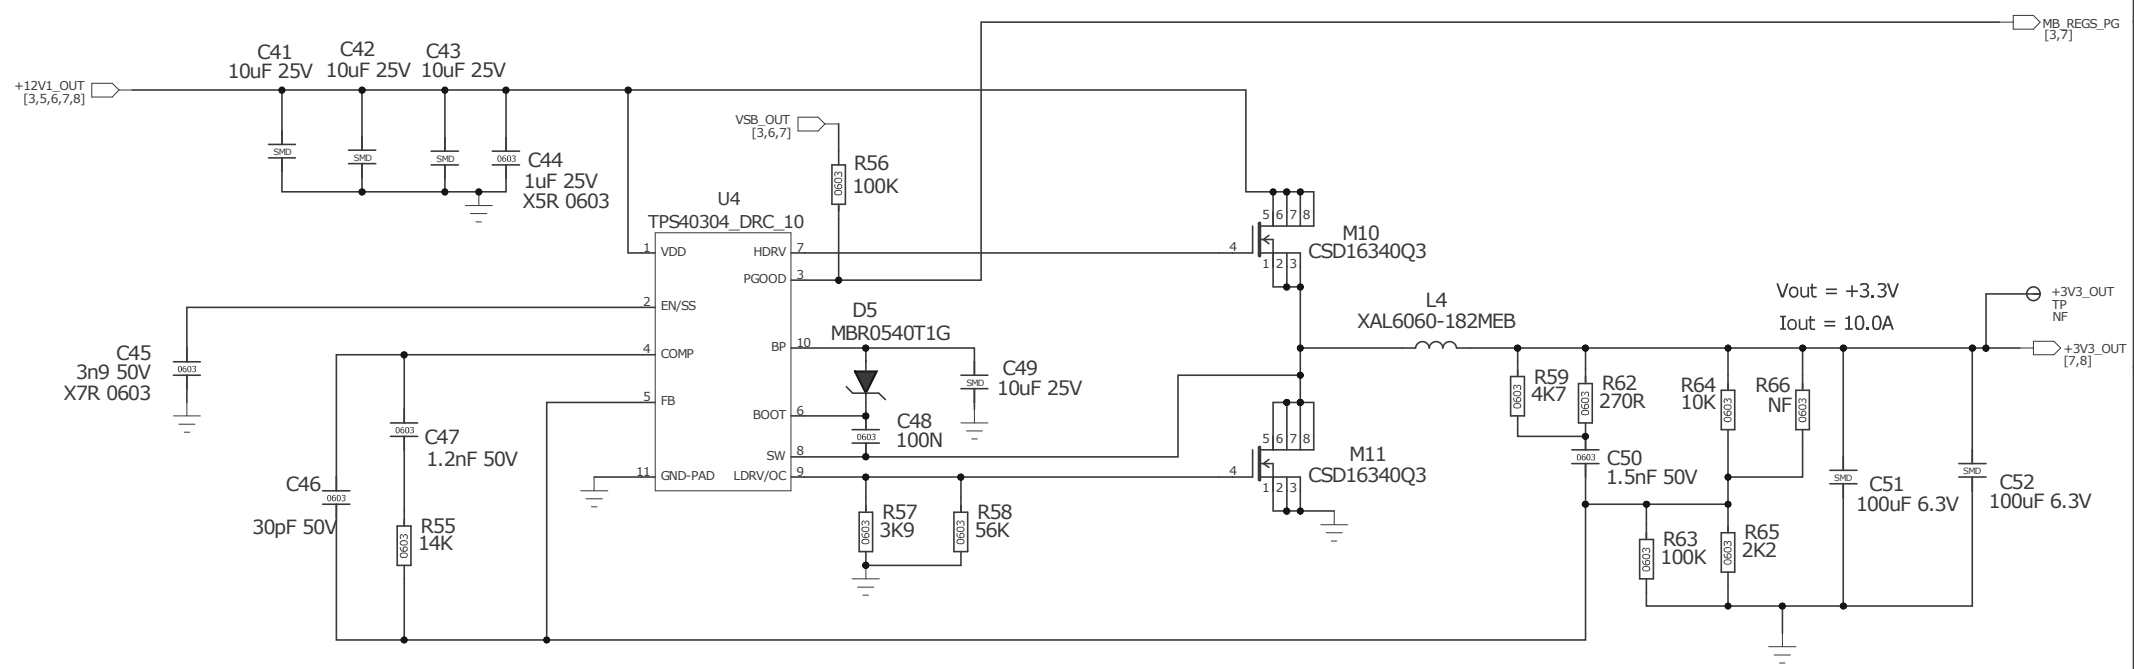 MB_REGS_PG
[3,7]
C41
10uF 25V
C42
10uF 25V
C43
10uF 25V
+12V1_OUT
[3,5,6,7,8]
SMD
SMD
SMD
0603
C44
1uF 25V
X5R 0603
VSB_OUT
[3,6,7]
0603
R56
100K
U4
TPS40304_DRC_10
1
VDD
HDRV
7
PGOOD
3
2
EN/SS
4
COMP
BP
10
5
FB
BOOT
6
SW
8
11
GND-PAD
LDRV/OC
9
C45
3n9 50V
X7R 0603
0603
C46
30pF 50V
0603
0603
C47
1.2nF 50V
0603
R55
14K
D5
MBR0540T1G
SMD
C49
10uF 25V
0603
C48
100N
0603
R57
3K9
0603
R58
56K
5 6 7 8
4
1 2 3
M10
CSD16340Q3
5 6 7 8
4
1 2 3
M11
CSD16340Q3
L4
XAL6060-182MEB
Vout = +3.3V
Iout = 10.0A
+3V3_OUT
TP
NF
+3V3_OUT
[7,8]
0603
R59
4K7
0603
R62
270R
R64
10K
0603
R66
NF
0603
0603
C50
1.5nF 50V
0603
R63
100K
0603
R65
2K2
SMD
C51
100uF 6.3V
SMD
C52
100uF 6.3V